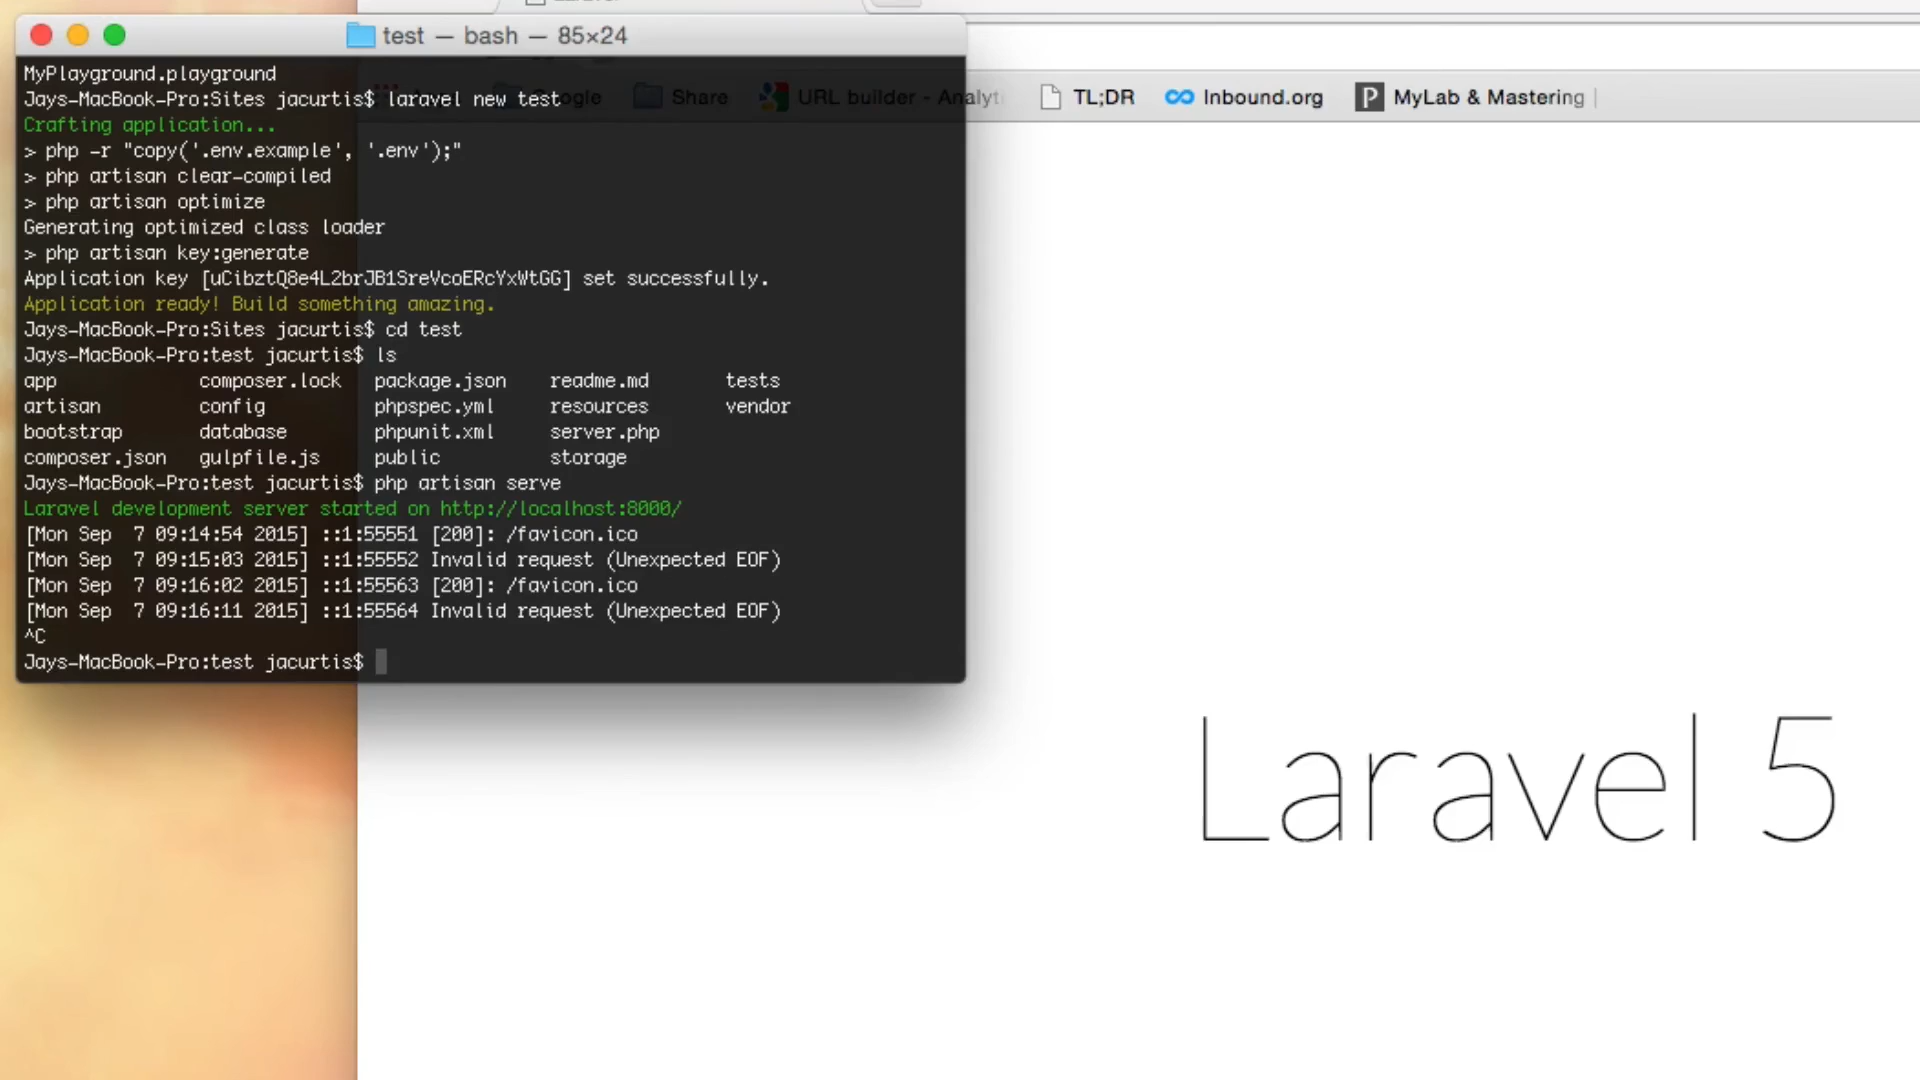 test — bash — 85×24
MyPlayground.playground
Jays-MacBook-Pro:Sites jacurtis$ laravel new test
Crafting application...
> php -r "copy('.env.example', '.env');"
> php artisan clear-compiled
> php artisan optimize
Generating optimized class loader
> php artisan key:generate
Application key [uCibztQ8e4L2brJB1SreVcoERcYxWtGG] set successfully.
Application ready! Build something amazing.
Jays-MacBook-Pro:Sites jacurtis$ cd test
Jays-MacBook-Pro:test jacurtis$ ls
app composer.lock package.json readme.md tests
artisan config phpspec.yml resources vendor
bootstrap database phpunit.xml server.php
composer.json gulpfile.js public storage
Jays-MacBook-Pro:test jacurtis$ php artisan serve
Laravel development server started on http://localhost:8000/
[Mon Sep  7 09:14:54 2015] ::1:55551 [200]: /favicon.ico
[Mon Sep  7 09:15:03 2015] ::1:55552 Invalid request (Unexpected EOF)
[Mon Sep  7 09:16:02 2015] ::1:55563 [200]: /favicon.ico
[Mon Sep  7 09:16:11 2015] ::1:55564 Invalid request (Unexpected EOF)
^C
Jays-MacBook-Pro:test jacurtis$
Share URL builder - Analyt TL;DR Inbound.org MyLab & Mastering
Laravel 5